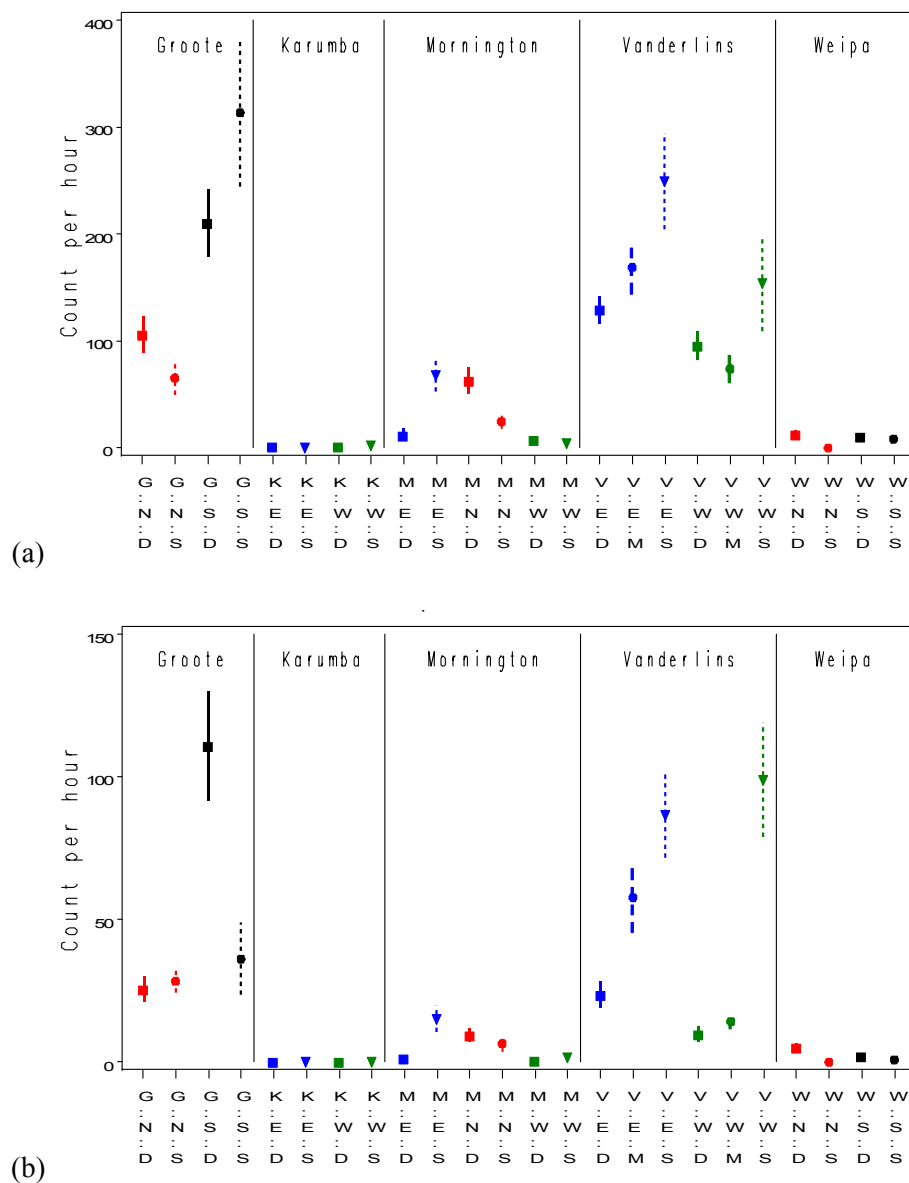 400
Groote Karumba Mornington Vanderlins Weipa
300
200
100
0
Count per hour
G::N::D G::N::S G::S::D G::S::S K::E::D K::E::S K::W::D K::W::S M::E::D M::E::S M::N::D M::N::S M::W::D M::W::S V::E::D V::E::M V::E::S V::W::D V::W::M V::W::S W::N::D W::N::S W::S::D W::S::S
(a)
150
Groote Karumba Mornington Vanderlins Weipa
100
50
0
Count per hour
G::N::D G::N::S G::S::D G::S::S K::E::D K::E::S K::W::D K::W::S M::E::D M::E::S M::N::D M::N::S M::W::D M::W::S V::E::D V::E::M V::E::S V::W::D V::W::M V::W::S W::N::D W::N::S W::S::D W::S::S
(b)